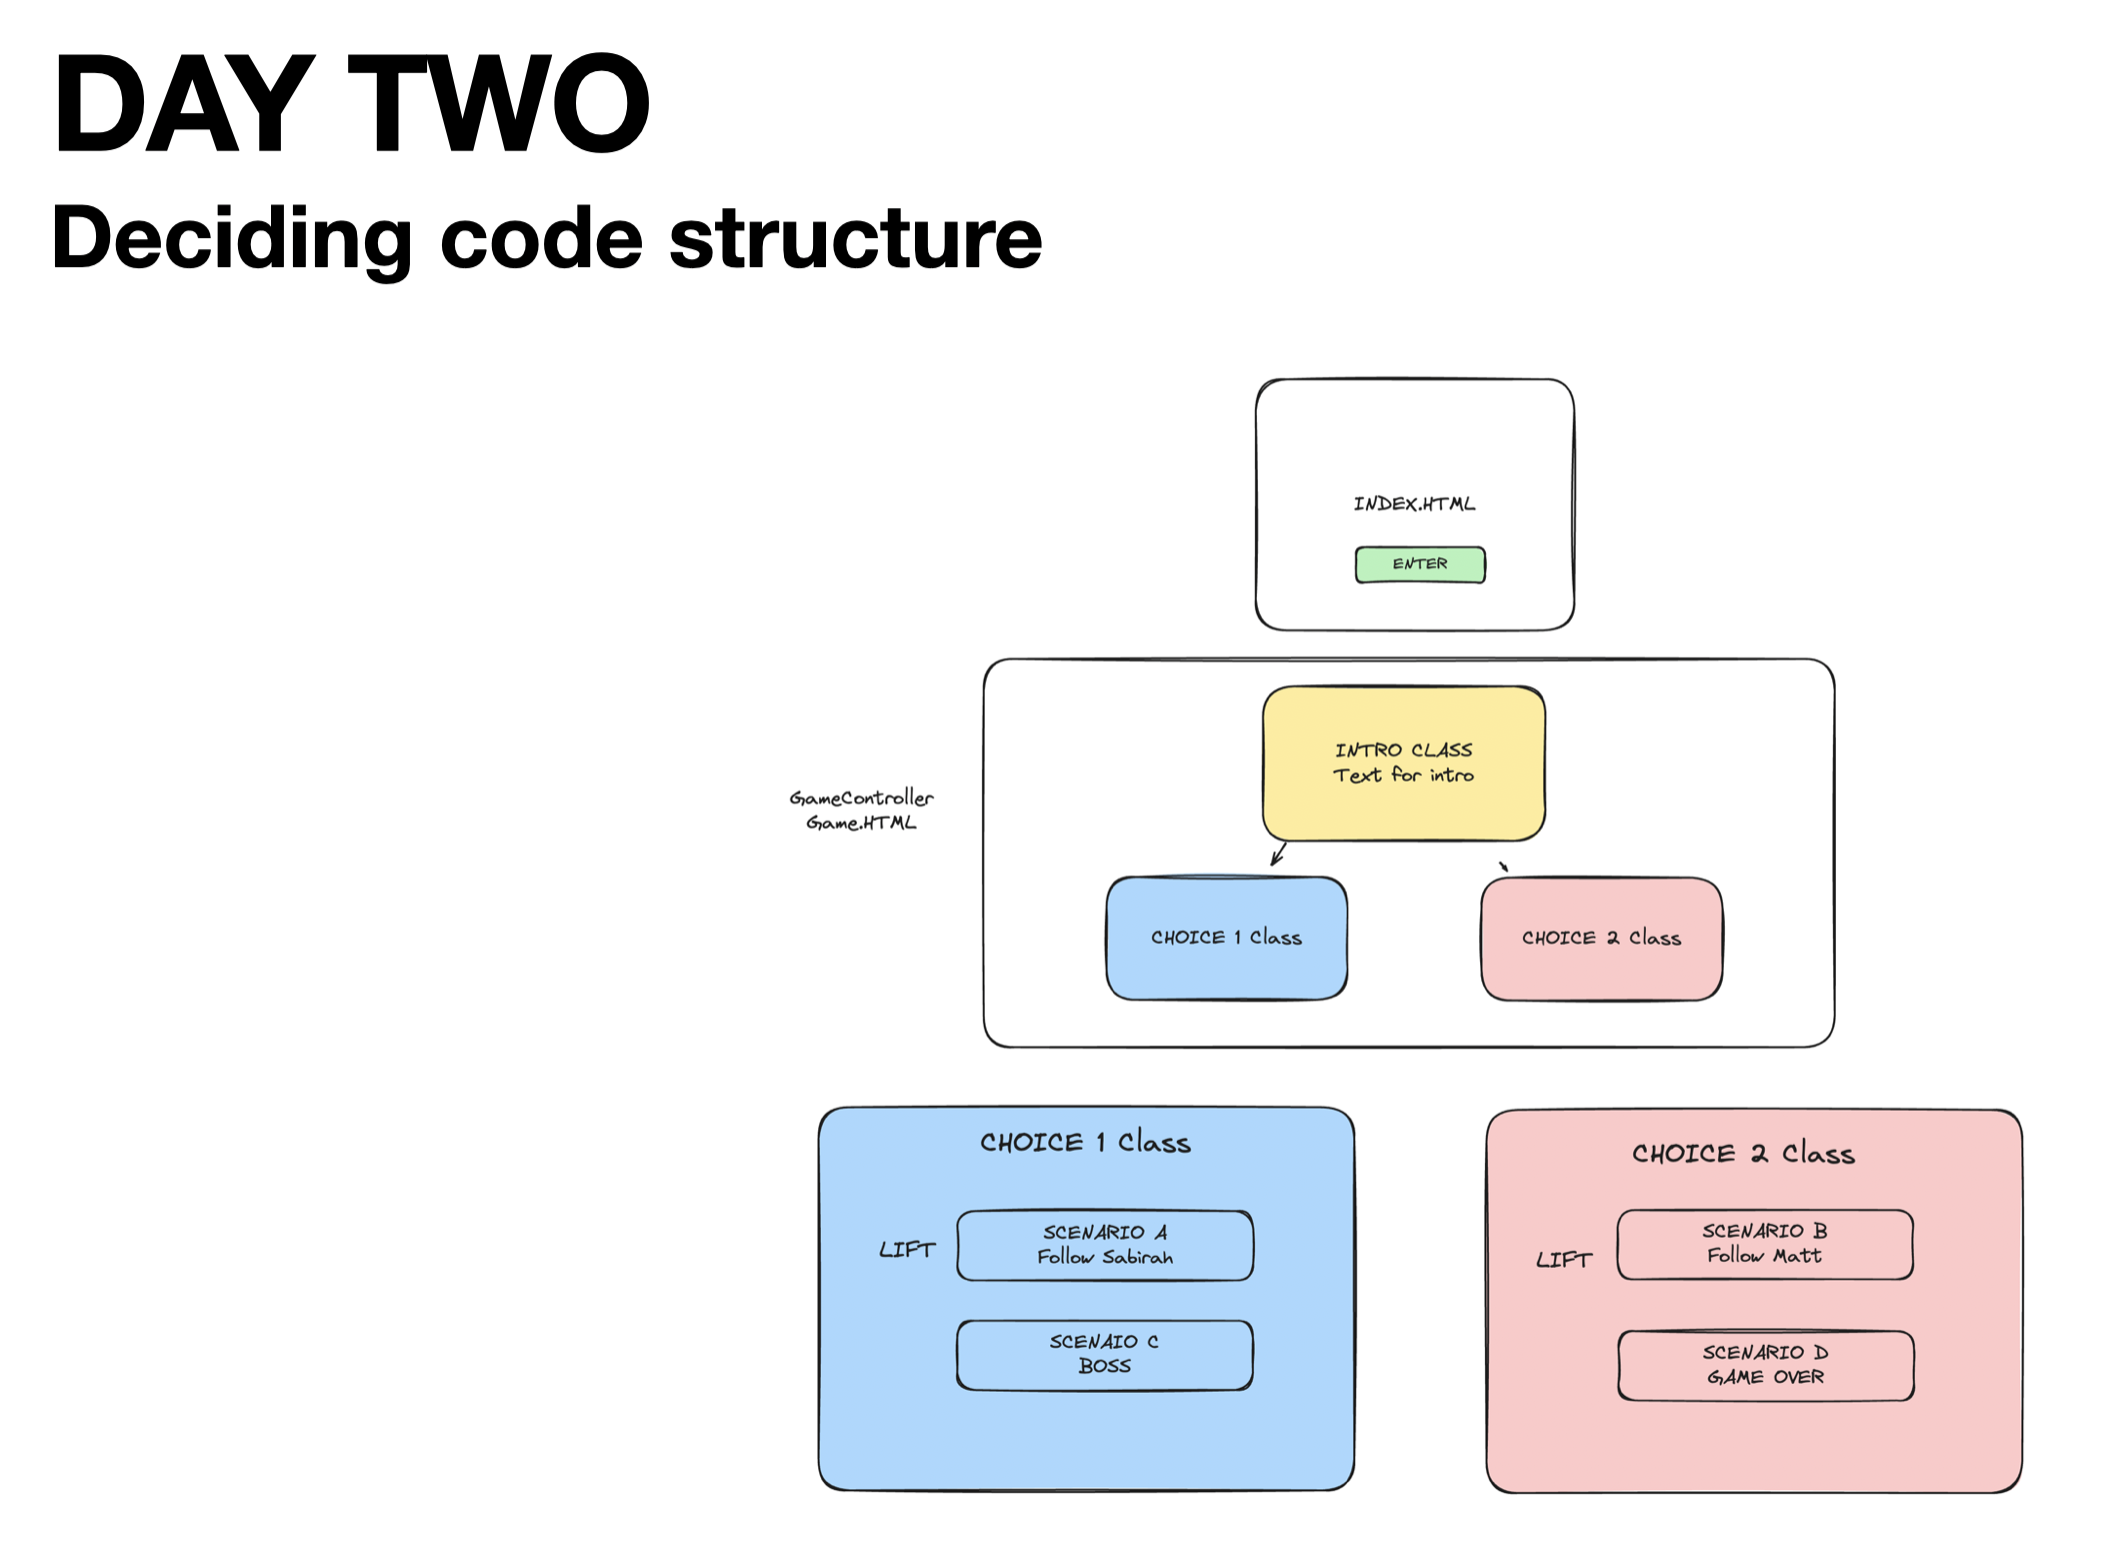 DAY TWO
Deciding code structure
INDEX.HTML
ENTER
INTRO CLASS
Text for intro
GameController
Game.HTML
CHOICE 1 Class
CHOICE 2 Class
CHOICE 1 Class
LIFT
SCENARIO A
Follow Sabirah
SCENAIO C
BOSS
CHOICE 2 Class
LIFT
SCENARIO B
Follow Matt
SCENARIO D
GAME OVER